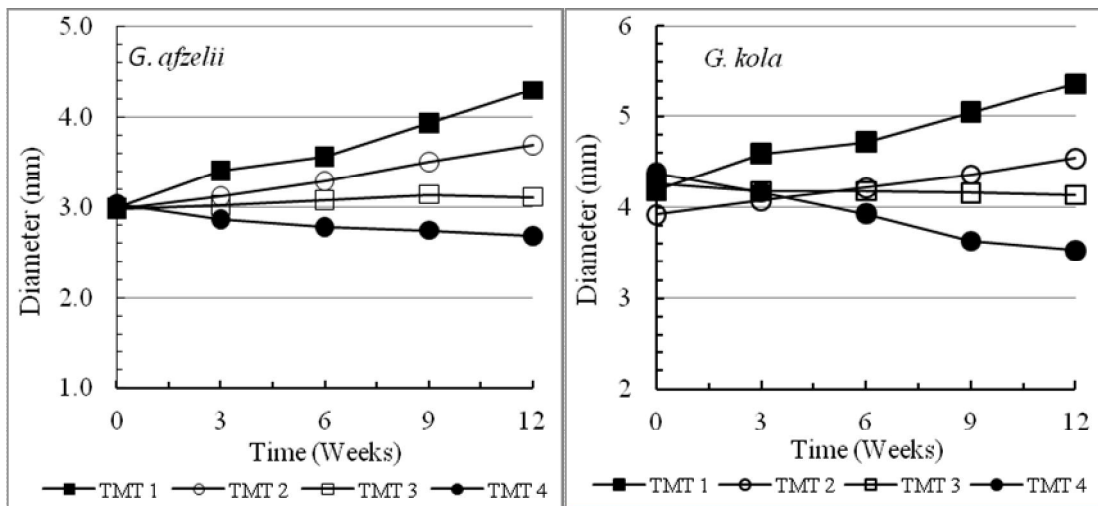 G. afzelii
Diameter (mm)
5.0
4.0
3.0
2.0
1.0
0 3 6 9 12
Time (Weeks)
TMT 1 TMT 2 TMT 3 TMT 4
G. kola
Diameter (mm)
6
5
4
3
2
0 3 6 9 12
Time (Weeks)
TMT 1 TMT 2 TMT 3 TMT 4